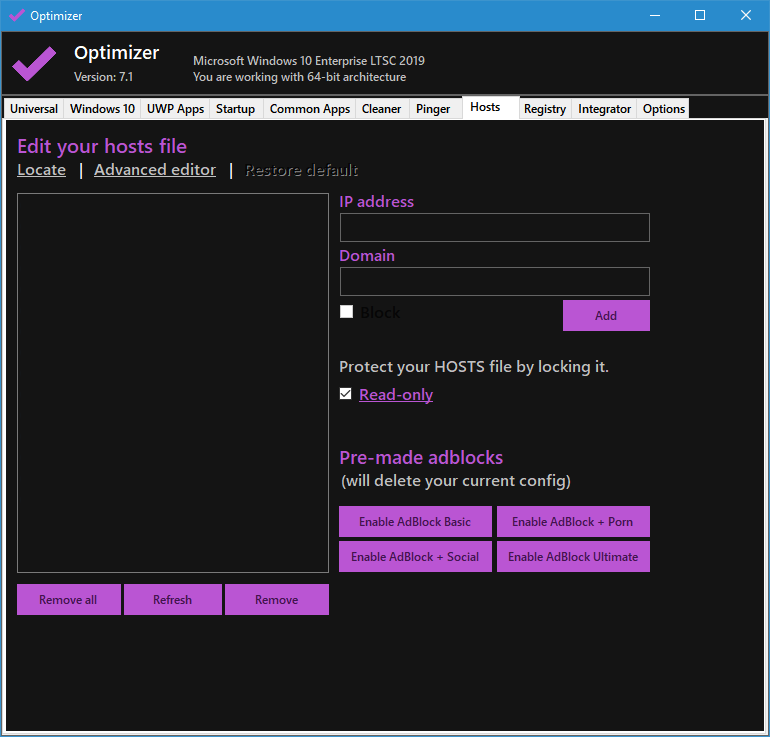 Optimizer
Optimizer
Version: 7.1
Microsoft Windows 10 Enterprise LTSC 2019
You are working with 64-bit architecture
Universal Windows 10 UWP Apps Startup Common Apps Cleaner Pinger Hosts Registry Integrator Options
Edit your hosts file
Locate | Advanced editor | Restore default
IP address
Domain
Block
Add
Protect your HOSTS file by locking it.
Read-only
Pre-made adblocks
(will delete your current config)
Enable AdBlock Basic Enable AdBlock + Porn
Enable AdBlock + Social Enable AdBlock Ultimate
Remove all Refresh Remove